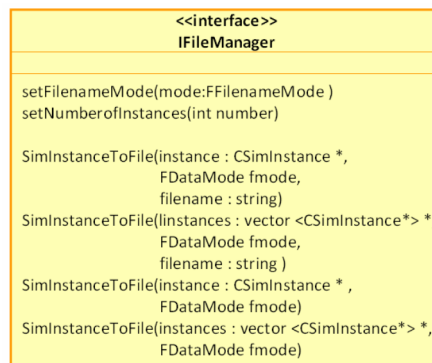 <<interface>>
IFileManager
setFilenameMode(mode:FFilenameMode )
setNumberofInstances(int number)
SimInstanceToFile(instance : CSimInstance *,
FDataMode fmode,
filename : string)
SimInstanceToFile(linstances : vector <CSimInstance*> *
FDataMode fmode,
filename : string )
SimInstanceToFile(instance : CSimInstance * ,
FDataMode fmode)
SimInstanceToFile(instances : vector <CSimInstance*> *,
FDataMode fmode)